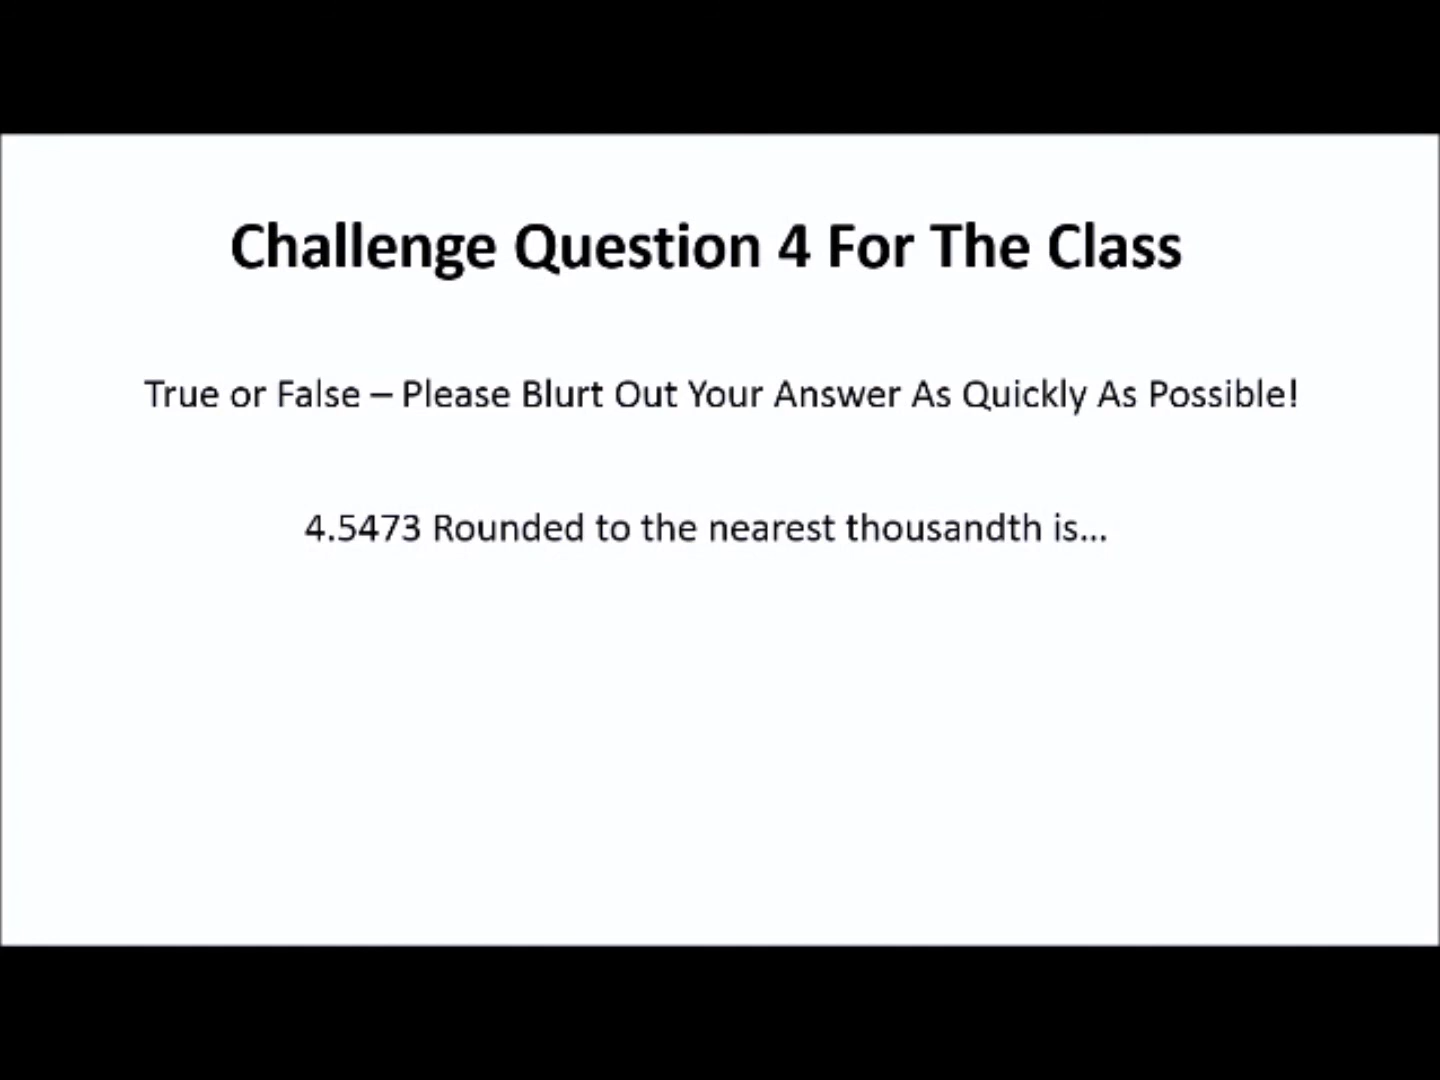 Challenge Question 4 For The Class
True or False – Please Blurt Out Your Answer As Quickly As Possible!
4.5473 Rounded to the nearest thousandth is...